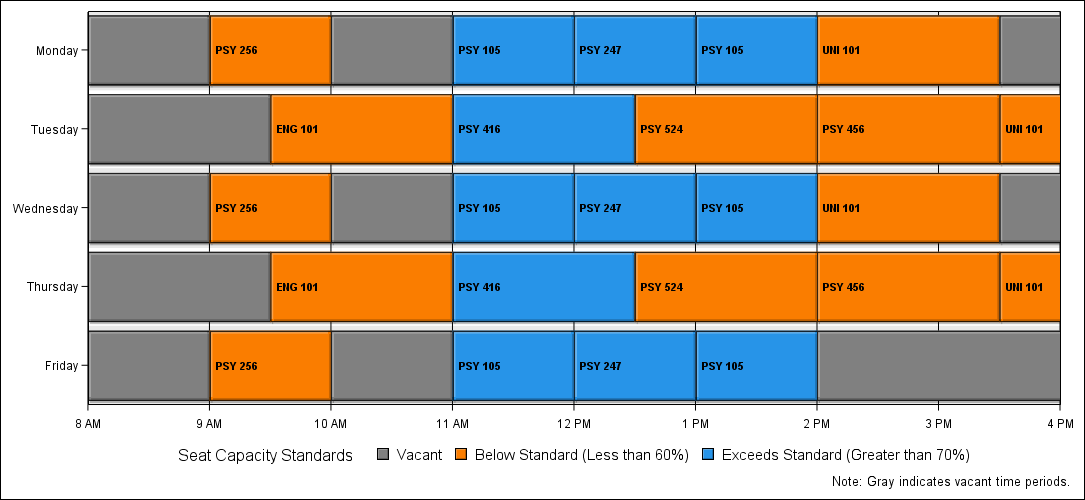 Monday PSY 256 PSY 105 PSY 247 PSY 105 UNI 101
Tuesday ENG 101 PSY 416 PSY 524 PSY 456 UNI 101
Wednesday PSY 256 PSY 105 PSY 247 PSY 105 UNI 101
Thursday ENG 101 PSY 416 PSY 524 PSY 456 UNI 101
Friday PSY 256 PSY 105 PSY 247 PSY 105
8 AM 9 AM 10 AM 11 AM 12 PM 1 PM 2 PM 3 PM 4 PM
Seat Capacity Standards Vacant Below Standard (Less than 60%) Exceeds Standard (Greater than 70%)
Note: Gray indicates vacant time periods.